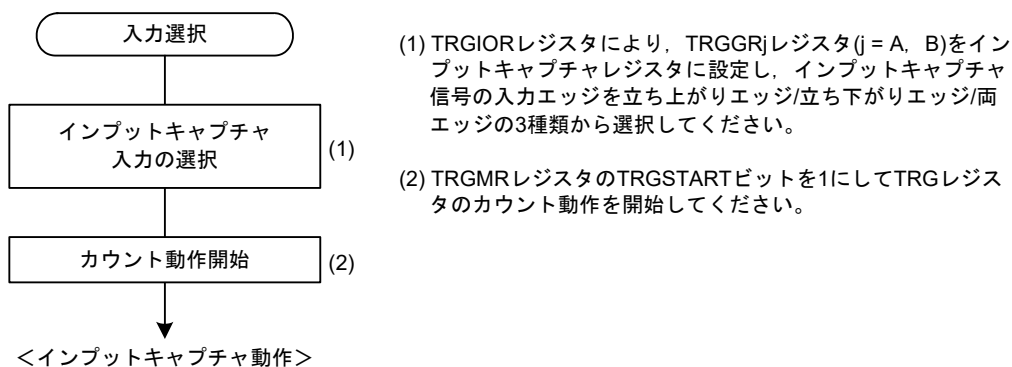 入力選択
インプットキャプチャ
入力の選択
(1)
カウント動作開始
(2)
＜インプットキャプチャ動作＞
(1) TRGIORレジスタにより，TRGGRjレジスタ(j = A，B)をイン
プットキャプチャレジスタに設定し，インプットキャプチャ
信号の入力エッジを立ち上がりエッジ/立ち下がりエッジ/両
エッジの3種類から選択してください。
(2) TRGMRレジスタのTRGSTARTビットを1にしてTRGレジス
タのカウント動作を開始してください。